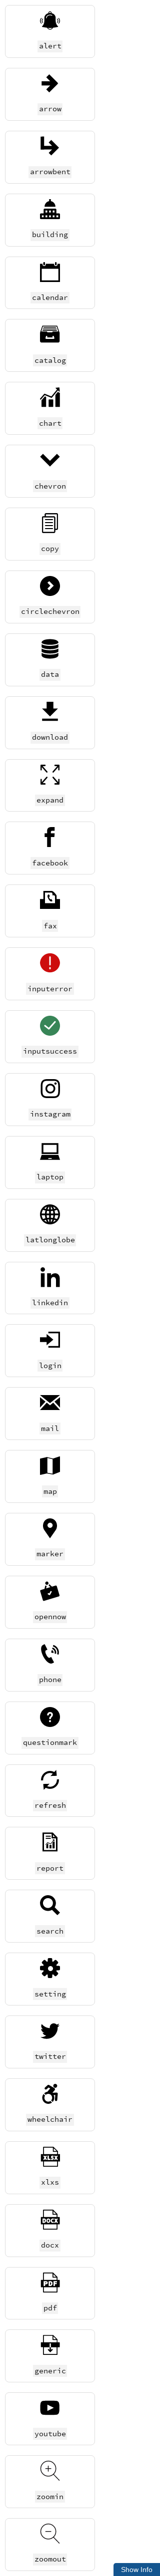 alert
arrow
arrowbent
building
calendar
catalog
chart
chevron
copy
circlechevron
data
download
expand
facebook
fax
inputerror
inputsuccess
instagram
laptop
latlonglobe
linkedin
login
mail
map
marker
opennow
phone
questionmark
refresh
report
search
setting
twitter
wheelchair
XLSX
xlxs
DOCX
docx
PDF
pdf
generic
youtube
zoomin
zoomout
Show Info